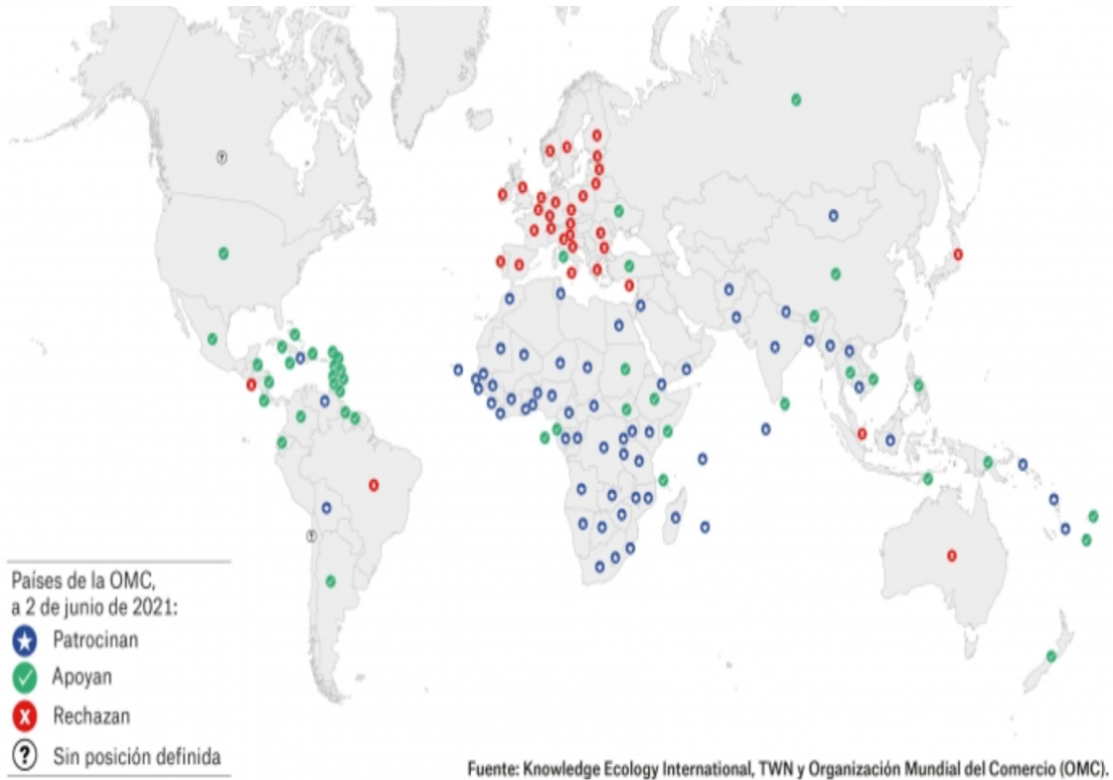 Países de la OMC,
a 2 de junio de 2021:
Patrocinan
Apoyan
Rechazan
? Sin posición definida
Fuente: Knowledge Ecology International, TWN y Organización Mundial del Comercio (OMC).